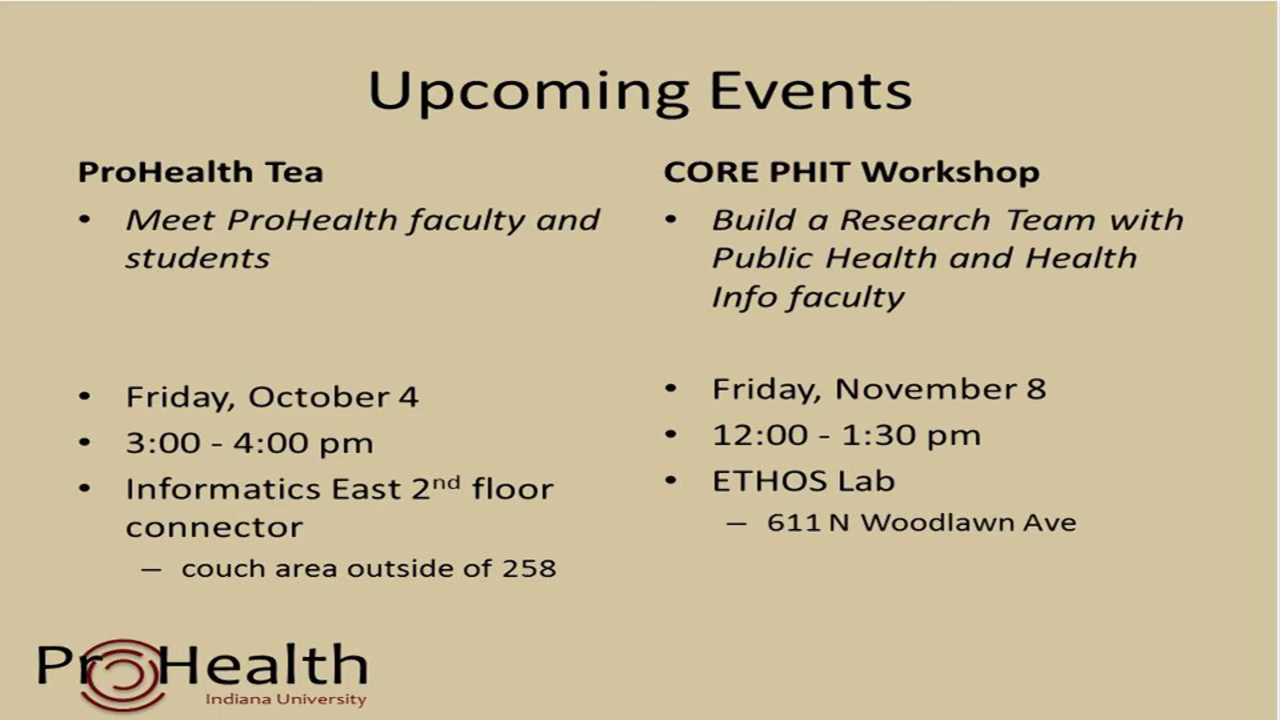 Upcoming Events
ProHealth Tea
• Meet ProHealth faculty and
students
• Friday, October 4
• 3:00 - 4:00 pm
• Informatics East 2nd floor
connector
– couch area outside of 258
CORE PHIT Workshop
• Build a Research Team with
Public Health and Health
Info faculty
• Friday, November 8
• 12:00 - 1:30 pm
• ETHOS Lab
– 611 N Woodlawn Ave
ProHealth
Indiana University